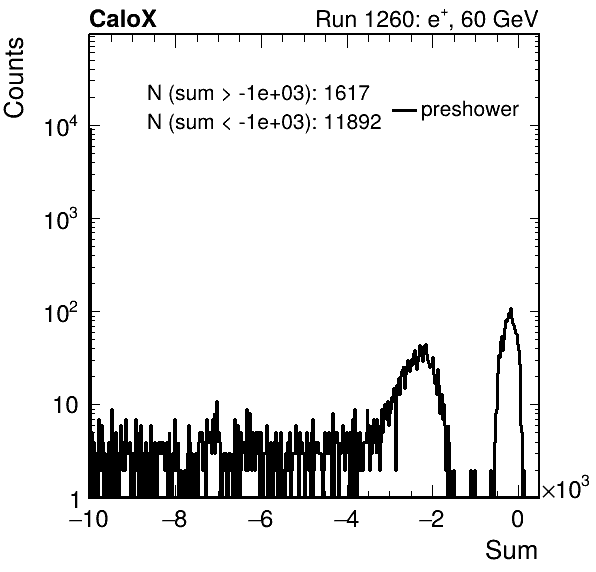 CaloX Run 1260: e⁺, 60 GeV
Counts
N (sum > -1e+03): 1617
N (sum < -1e+03): 11892
preshower
10⁴
10³
10²
10
1
−10 −8 −6 −4 −2 0
×10³
Sum